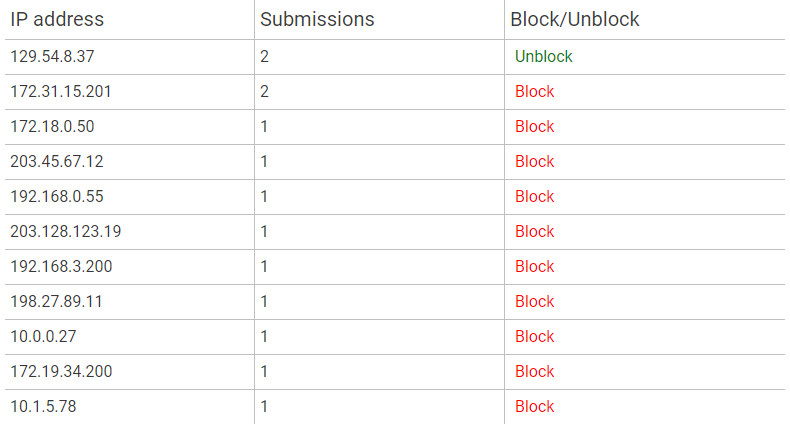 IP address Submissions Block/Unblock
129.54.8.37 2 Unblock
172.31.15.201 2 Block
172.18.0.50 1 Block
203.45.67.12 1 Block
192.168.0.55 1 Block
203.128.123.19 1 Block
192.168.3.200 1 Block
198.27.89.11 1 Block
10.0.0.27 1 Block
172.19.34.200 1 Block
10.1.5.78 1 Block